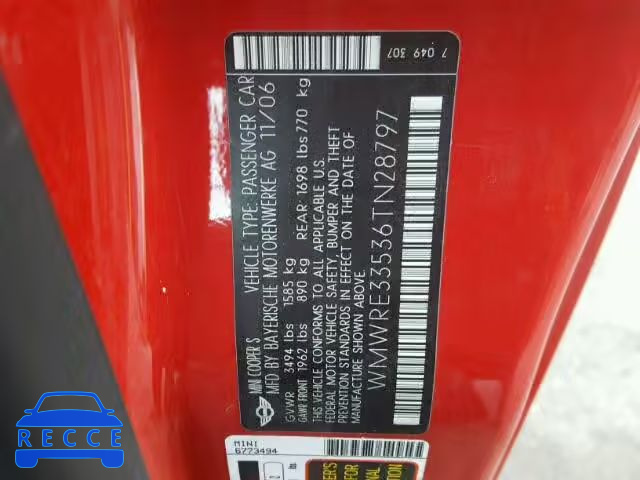 MINI COOPER S
VEHICLE TYPE: PASSENGER CAR
MFD BY BAYERISCHE MOTORENWERKE AG 11/06
GVWR 3494 lbs 1585 kg
GAWR FRONT 1962 lbs 890 kg REAR 1698 lbs 770 kg
THIS VEHICLE CONFORMS TO ALL APPLICABLE U.S.
FEDERAL MOTOR VEHICLE SAFETY, BUMPER AND THEFT
PREVENTION STANDARDS IN EFFECT ON THE DATE OF
MANUFACTURE SHOWN ABOVE.
WMWRE33536TN28797
7 049 307
MINI
6773494
lbs
FOR